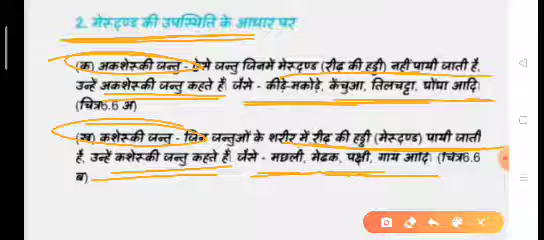 2. मेरुदण्ड की उपस्थिति के आधार पर
(क) अकशेरुकी जन्तु - ऐसे जन्तु जिनमें मेरुदण्ड (रीढ़ की हड्डी) नहीं पायी जाती है,
उन्हें अकशेरुकी जन्तु कहते हैं। जैसे - कीड़े-मकोड़े, केंचुआ, तिलचट्टा, घोंघा आदि।
(चित्र6.6 अ)
(ख) कशेरुकी जन्तु - जिन जन्तुओं के शरीर में रीढ़ की हड्डी (मेरुदण्ड) पायी जाती
है, उन्हें कशेरुकी जन्तु कहते हैं। जैसे - मछली, मेढक, पक्षी, गाय आदि। (चित्र6.6
ब)